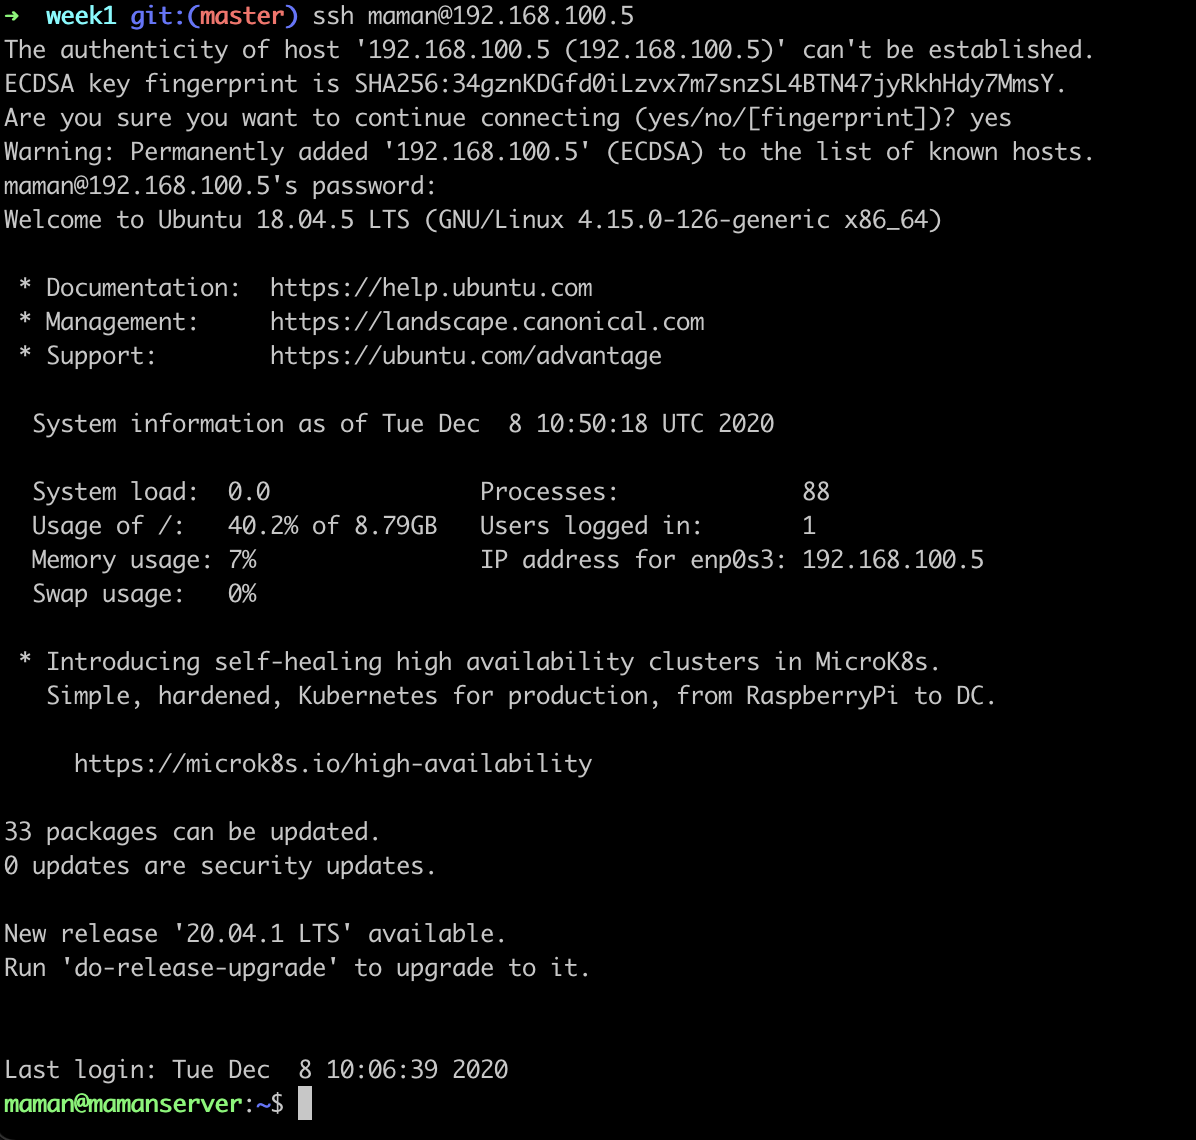 ➜  week1 git:(master) ssh maman@192.168.100.5
The authenticity of host '192.168.100.5 (192.168.100.5)' can't be established.
ECDSA key fingerprint is SHA256:34gznKDGfd0iLzvx7m7snzSL4BTN47jyRkhHdy7MmsY.
Are you sure you want to continue connecting (yes/no/[fingerprint])? yes
Warning: Permanently added '192.168.100.5' (ECDSA) to the list of known hosts.
maman@192.168.100.5's password:
Welcome to Ubuntu 18.04.5 LTS (GNU/Linux 4.15.0-126-generic x86_64)

 * Documentation:  https://help.ubuntu.com
 * Management:     https://landscape.canonical.com
 * Support:        https://ubuntu.com/advantage

  System information as of Tue Dec  8 10:50:18 UTC 2020

  System load:  0.0               Processes:             88
  Usage of /:   40.2% of 8.79GB   Users logged in:       1
  Memory usage: 7%                IP address for enp0s3: 192.168.100.5
  Swap usage:   0%

 * Introducing self-healing high availability clusters in MicroK8s.
   Simple, hardened, Kubernetes for production, from RaspberryPi to DC.

     https://microk8s.io/high-availability

33 packages can be updated.
0 updates are security updates.

New release '20.04.1 LTS' available.
Run 'do-release-upgrade' to upgrade to it.


Last login: Tue Dec  8 10:06:39 2020
maman@mamanserver:~$